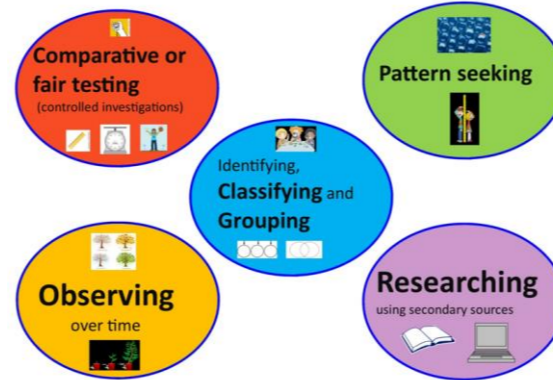 Comparative or
fair testing
(controlled investigations)
Pattern seeking
Identifying,
Classifying and
Grouping
Observing
over time
Researching
using secondary sources